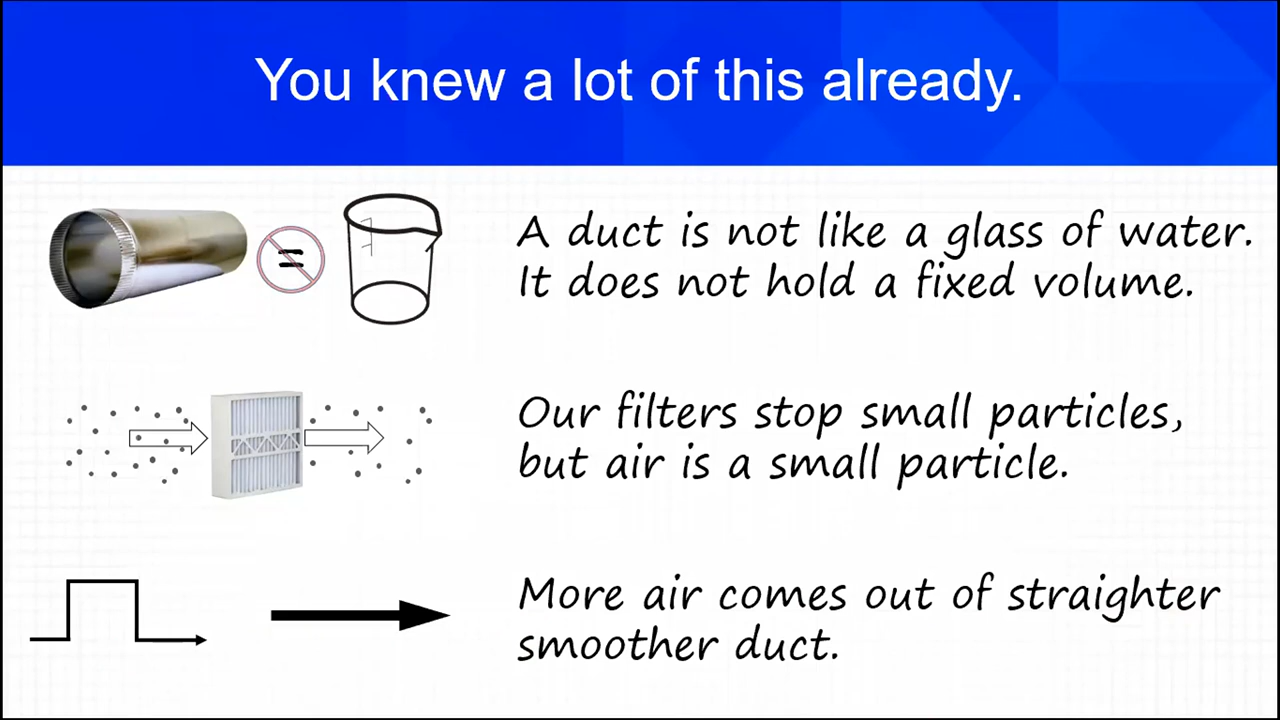 You knew a lot of this already.
A duct is not like a glass of water.
It does not hold a fixed volume.
Our filters stop small particles,
but air is a small particle.
More air comes out of straighter
smoother duct.